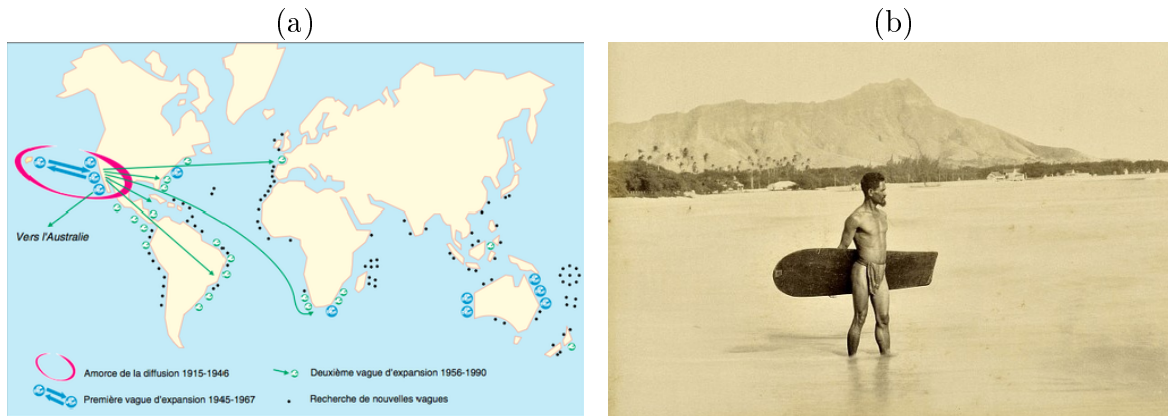 (a)
(b)
Vers l'Australie
Amorce de la diffusion 1915-1946
Première vague d'expansion 1945-1967
Deuxième vague d'expansion 1956-1990
Recherche de nouvelles vagues